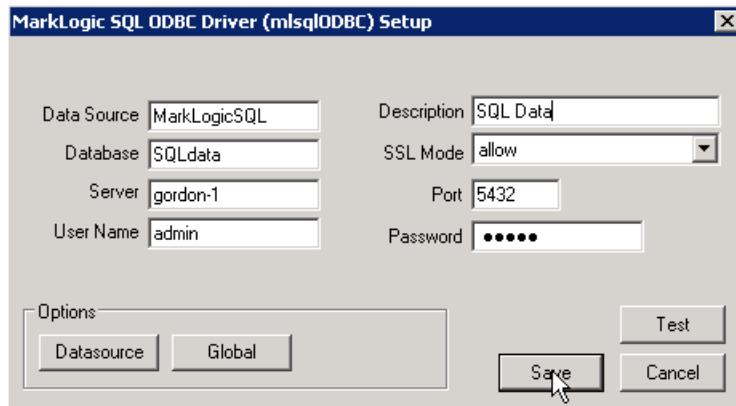 MarkLogic SQL ODBC Driver (mlsqlODBC) Setup
Data Source MarkLogicSQL Description SQL Data
Database SQLdata SSL Mode allow
Server gordon-1 Port 5432
User Name admin Password •••••
Options
Test
Datasource Global
Save Cancel